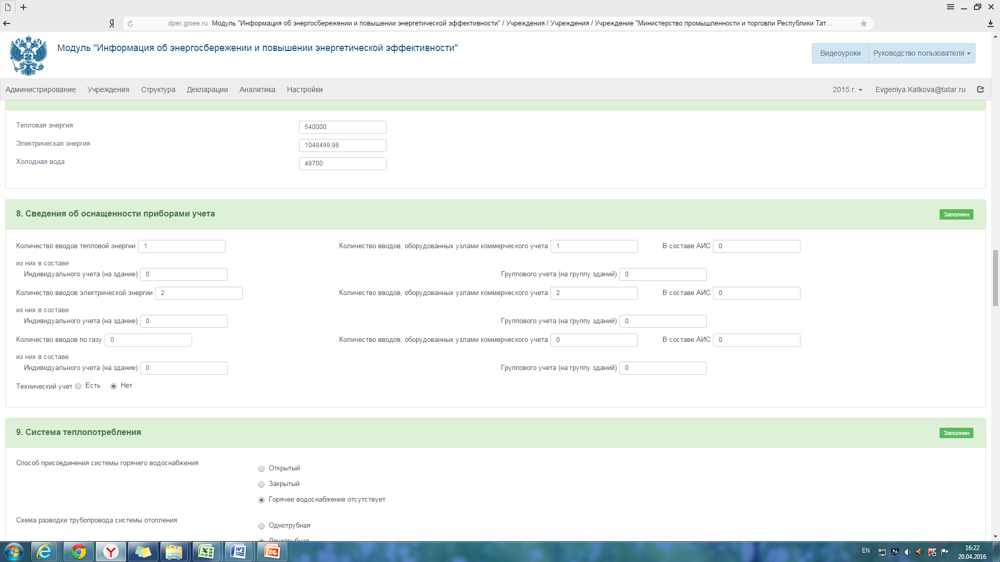 dper.gisee.ru Модуль "Информация об энергосбережении и повышении энергетической эффективности" / Учреждения / Учреждения / Учреждение "Министерство промышленности и торговли Республики Тат...
Модуль "Информация об энергосбережении и повышении энергетической эффективности"
Видеоуроки Руководство пользователя
Администрирование Учреждения Структура Декларации Аналитика Настройки 2015 г. Evgeniya.Katkova@tatar.ru
Тепловая энергия 540000
Электрическая энергия 1048499,98
Холодная вода 48700
8. Сведения об оснащенности приборами учета Заполнен
Количество вводов тепловой энергии 1 Количество вводов, оборудованных узлами коммерческого учета 1 В составе АИС 0
из них в составе
Индивидуального учета (на здание) 0 Группового учета (на группу зданий) 0
Количество вводов электрической энергии 2 Количество вводов, оборудованных узлами коммерческого учета 2 В составе АИС 0
из них в составе
Индивидуального учета (на здание) 0 Группового учета (на группу зданий) 0
Количество вводов по газу 0 Количество вводов, оборудованных узлами коммерческого учета 0 В составе АИС 0
из них в составе
Индивидуального учета (на здание) 0 Группового учета (на группу зданий) 0
Технический учет Есть Нет
9. Система теплопотребления Заполнен
Способ присоединения системы горячего водоснабжения
Открытый
Закрытый
Горячее водоснабжение отсутствует
Схема разводки трубопровода системы отопления
Однотрубная
Двухтрубная
EN 16:22
20.04.2016